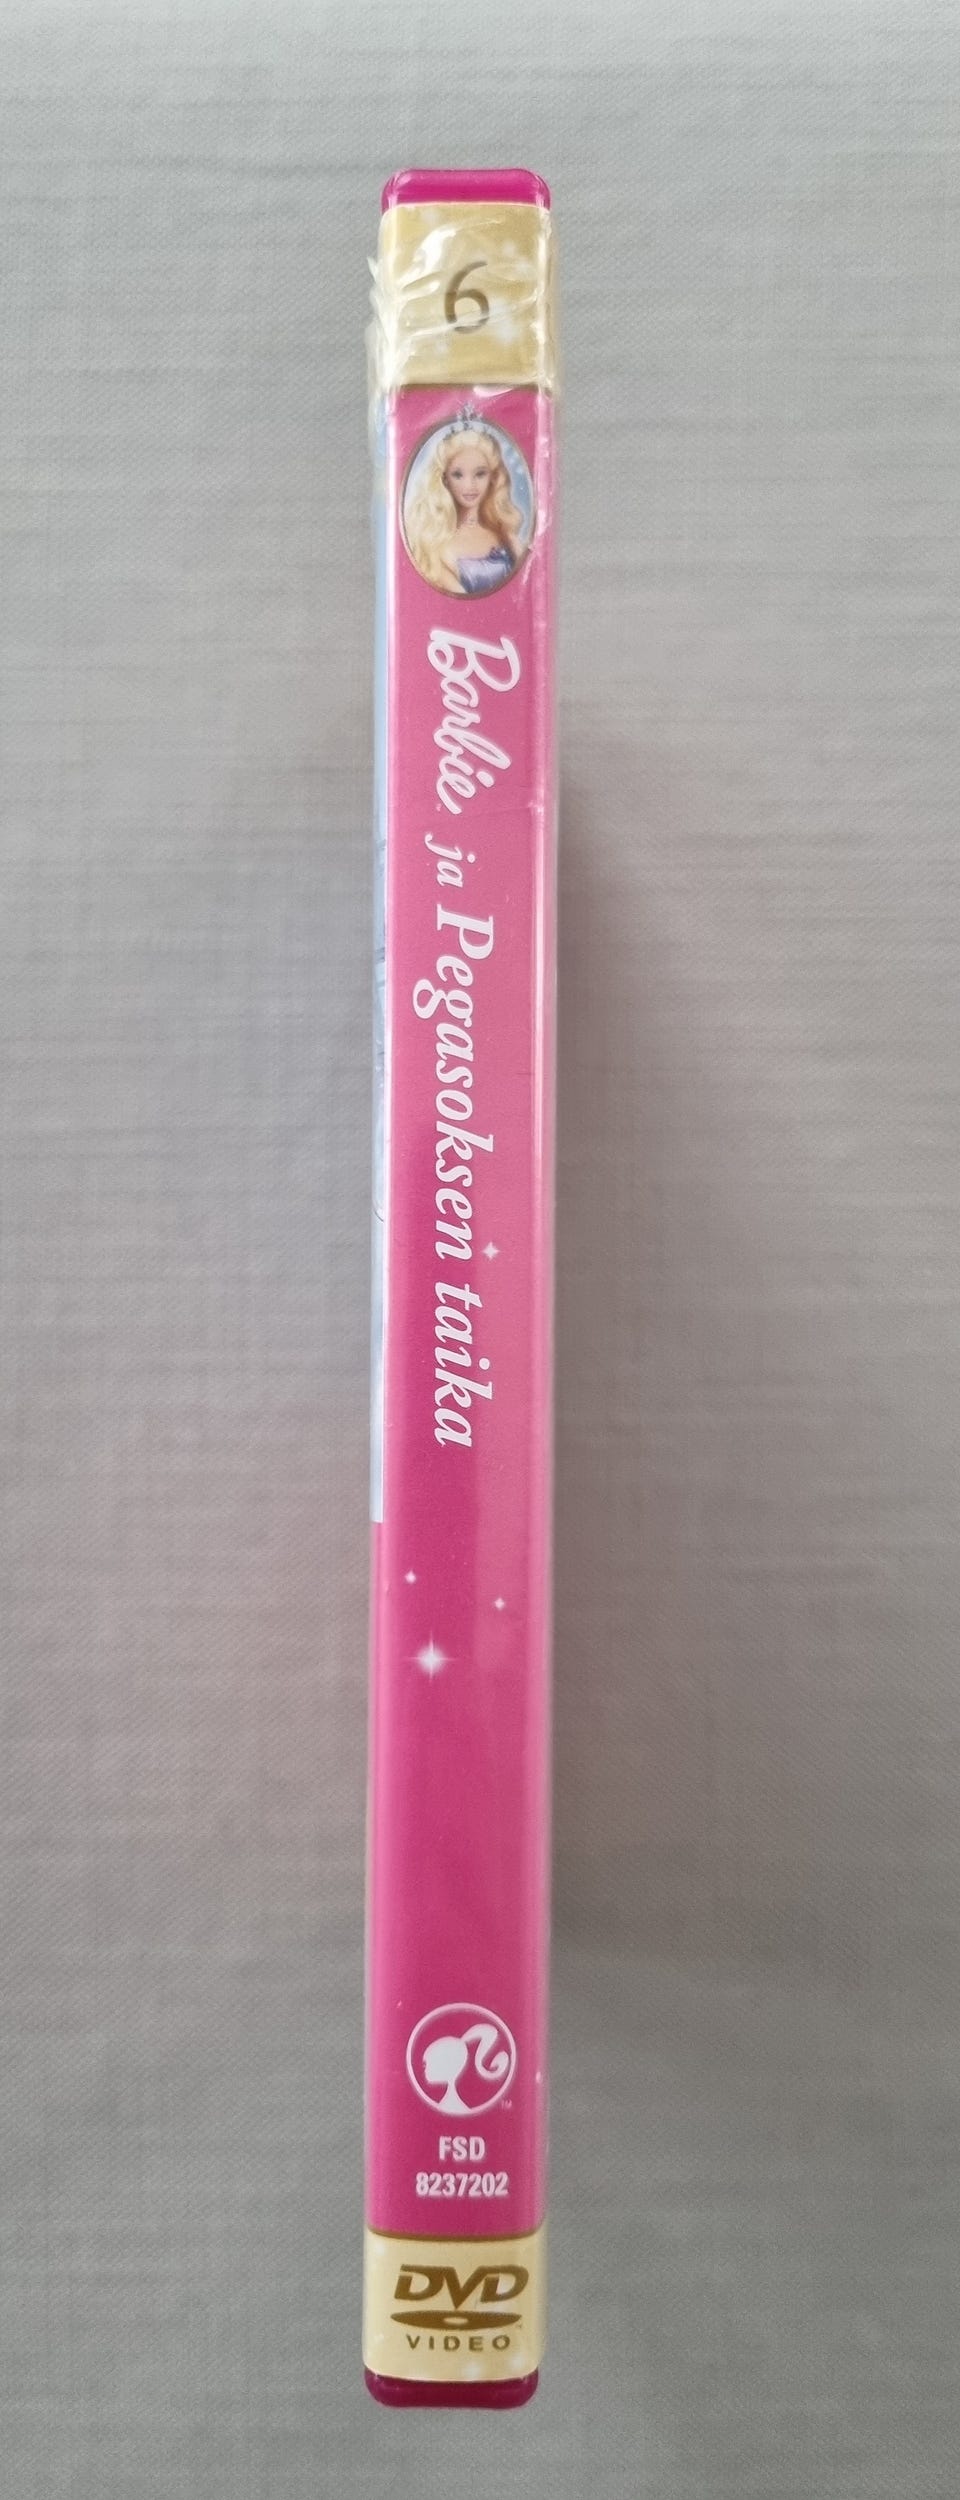 6
Barbie ja Pegasoksen taika
FSD
8237202
DVD
VIDEO